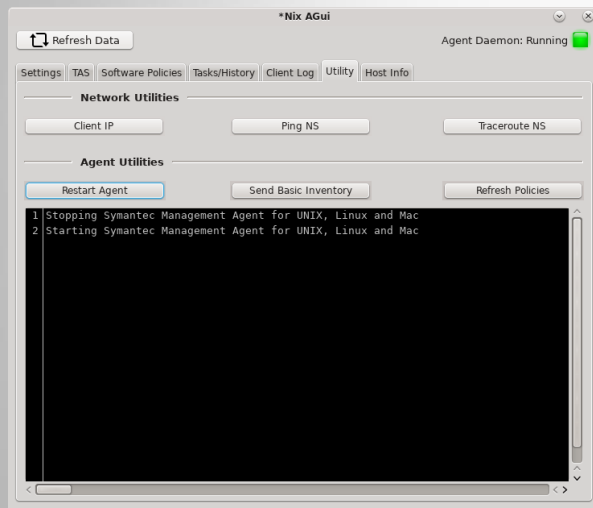 *Nix AGui
Refresh Data
Agent Daemon: Running
Settings TAS Software Policies Tasks/History Client Log Utility Host Info
Network Utilities
Client IP Ping NS Traceroute NS
Agent Utilities
Restart Agent Send Basic Inventory Refresh Policies
1 Stopping Symantec Management Agent for UNIX, Linux and Mac
2 Starting Symantec Management Agent for UNIX, Linux and Mac